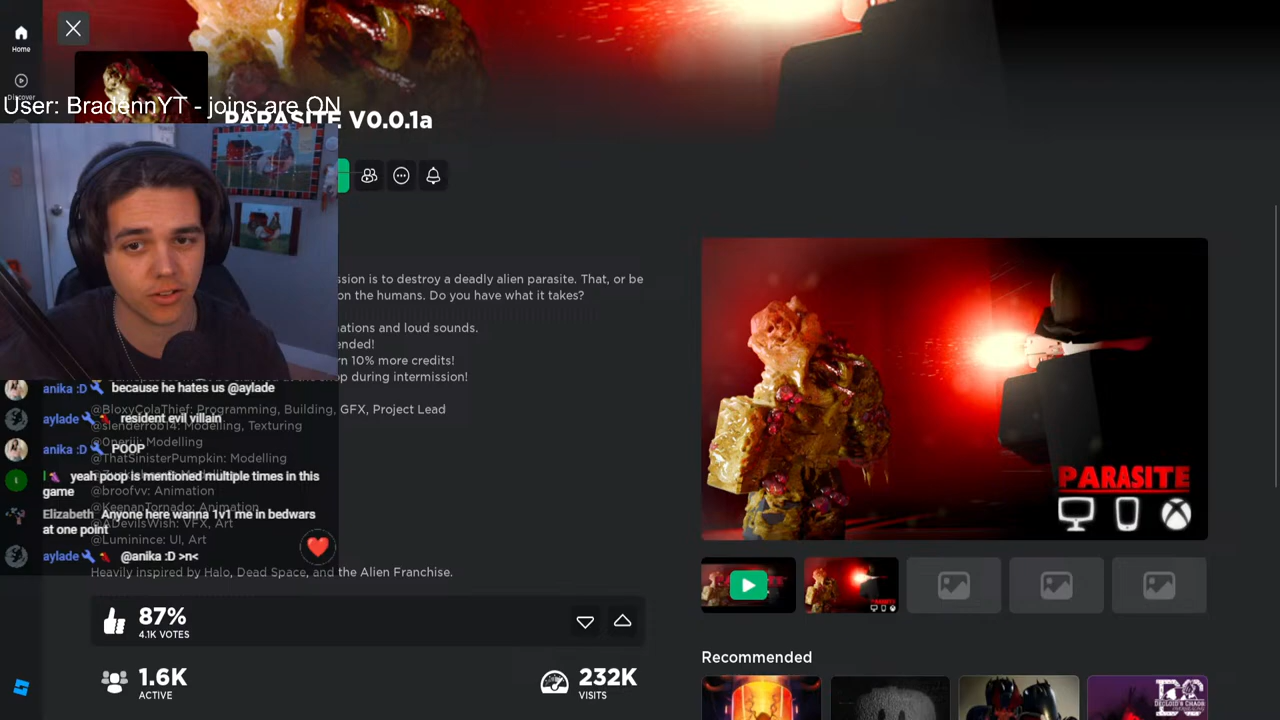 Home
Discover
User: BradennYT - joins are ON
PARASITE V0.0.1a
ssion is to destroy a deadly alien parasite. That, or be
on the humans. Do you have what it takes?
nations and loud sounds.
ended!
rn 10% more credits!
op during intermission!
anika :D because he hates us @aylade
@BloxyColaThief: Programming, Building, GFX, Project Lead
aylade resident evil villain
@slenderrob14: Modelling, Texturing
@0neriji: Modelling
anika :D POOP
@ThatSinisterPumpkin: Modelling
l yeah poop is mentioned multiple times in this
game
@broofvv: Animation
@KeenanTornado: Animation
Elizabeth Anyone here wanna 1v1 me in bedwars
at one point
@ADevilsWish: VFX, Art
@Luminince: UI, Art
aylade @anika :D >n<
Heavily inspired by Halo, Dead Space, and the Alien Franchise.
87%
4.1K VOTES
1.6K
ACTIVE
232K
VISITS
PARASITE
Recommended